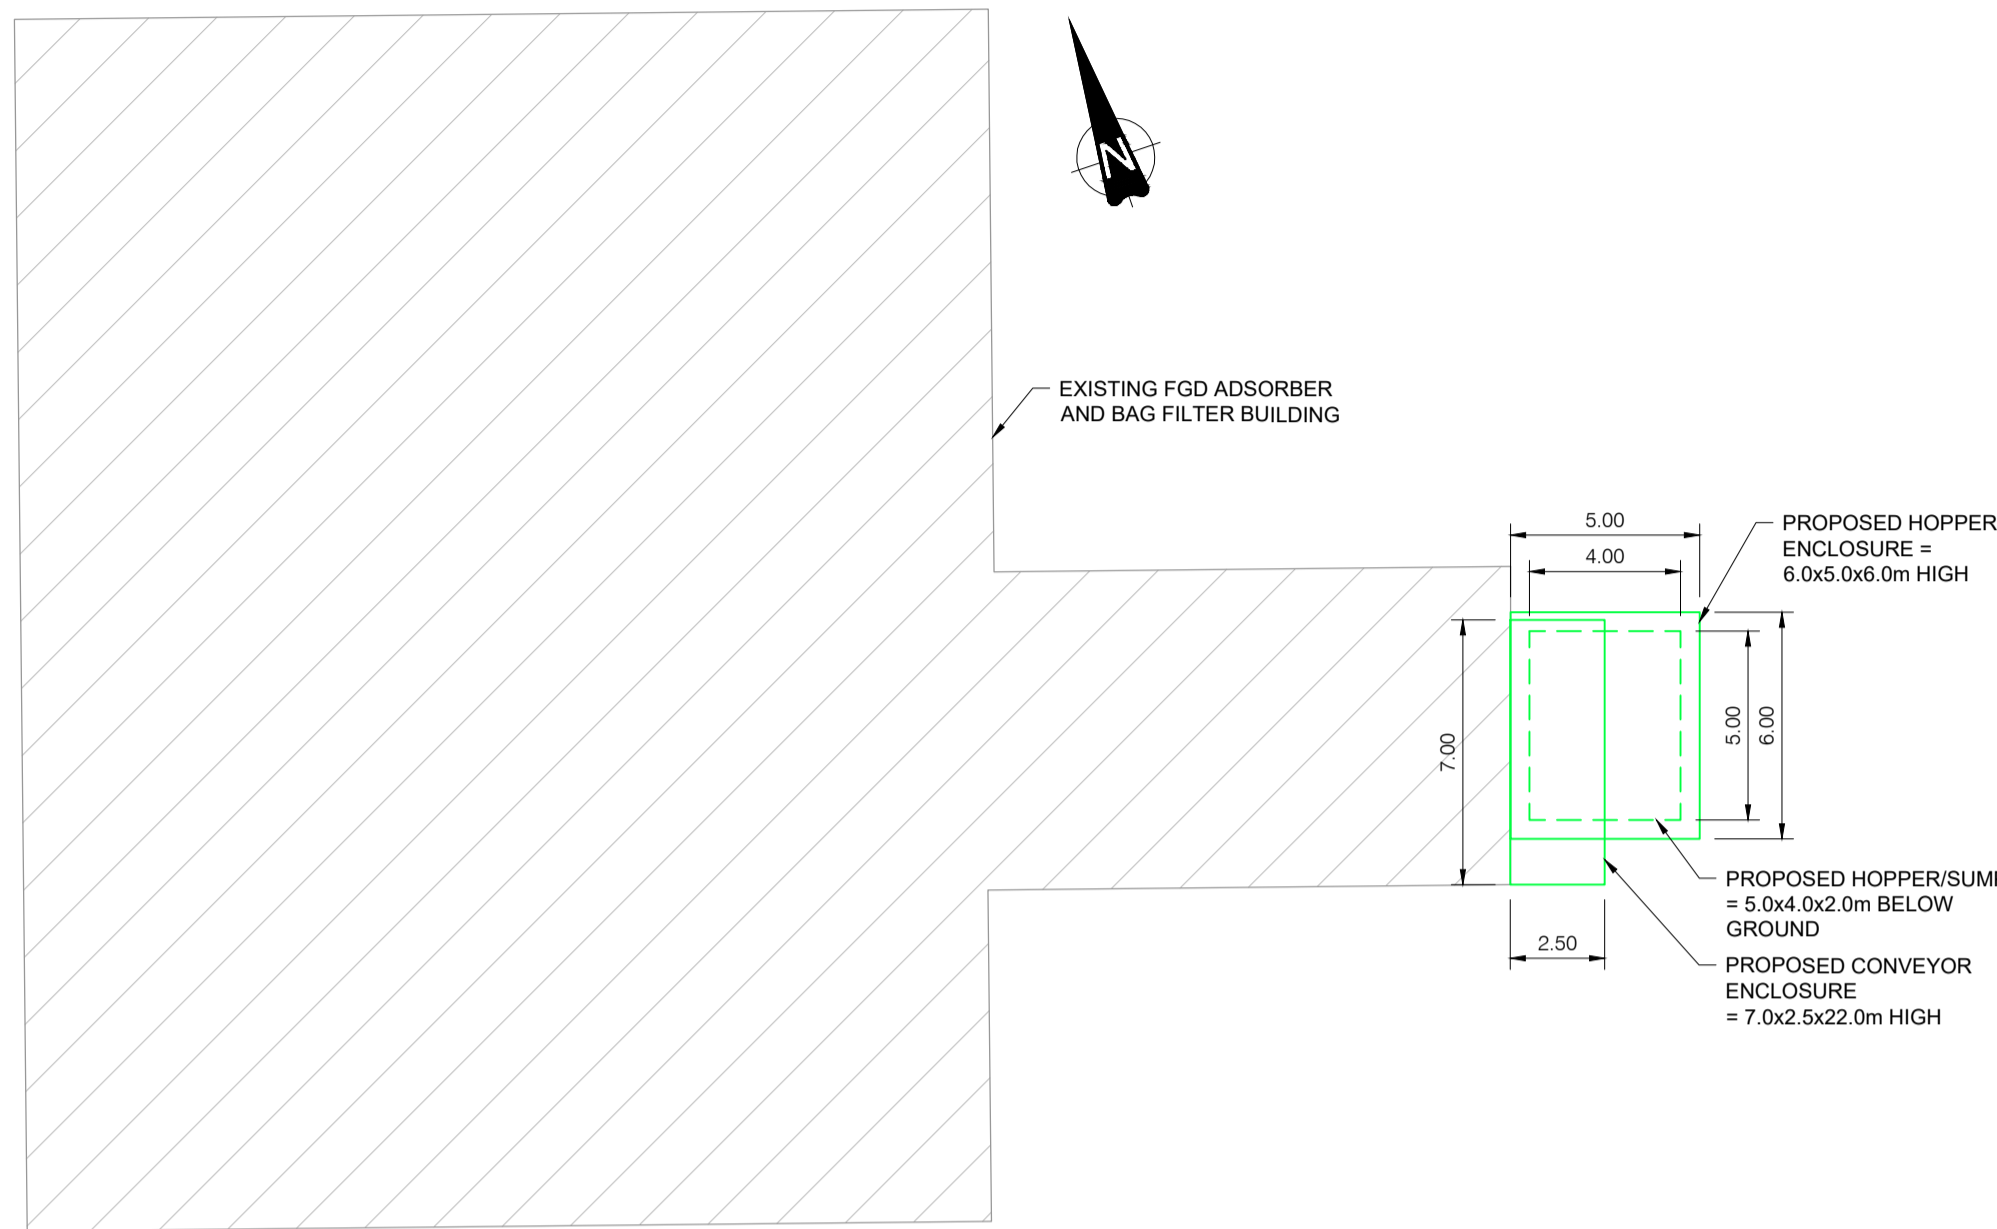 N
EXISTING FGD ADSORBER
AND BAG FILTER BUILDING
5.00
4.00
PROPOSED HOPPER
ENCLOSURE =
6.0x5.0x6.0m HIGH
7.00
5.00
6.00
2.50
PROPOSED HOPPER/SUM
= 5.0x4.0x2.0m BELOW
GROUND
PROPOSED CONVEYOR
ENCLOSURE
= 7.0x2.5x22.0m HIGH